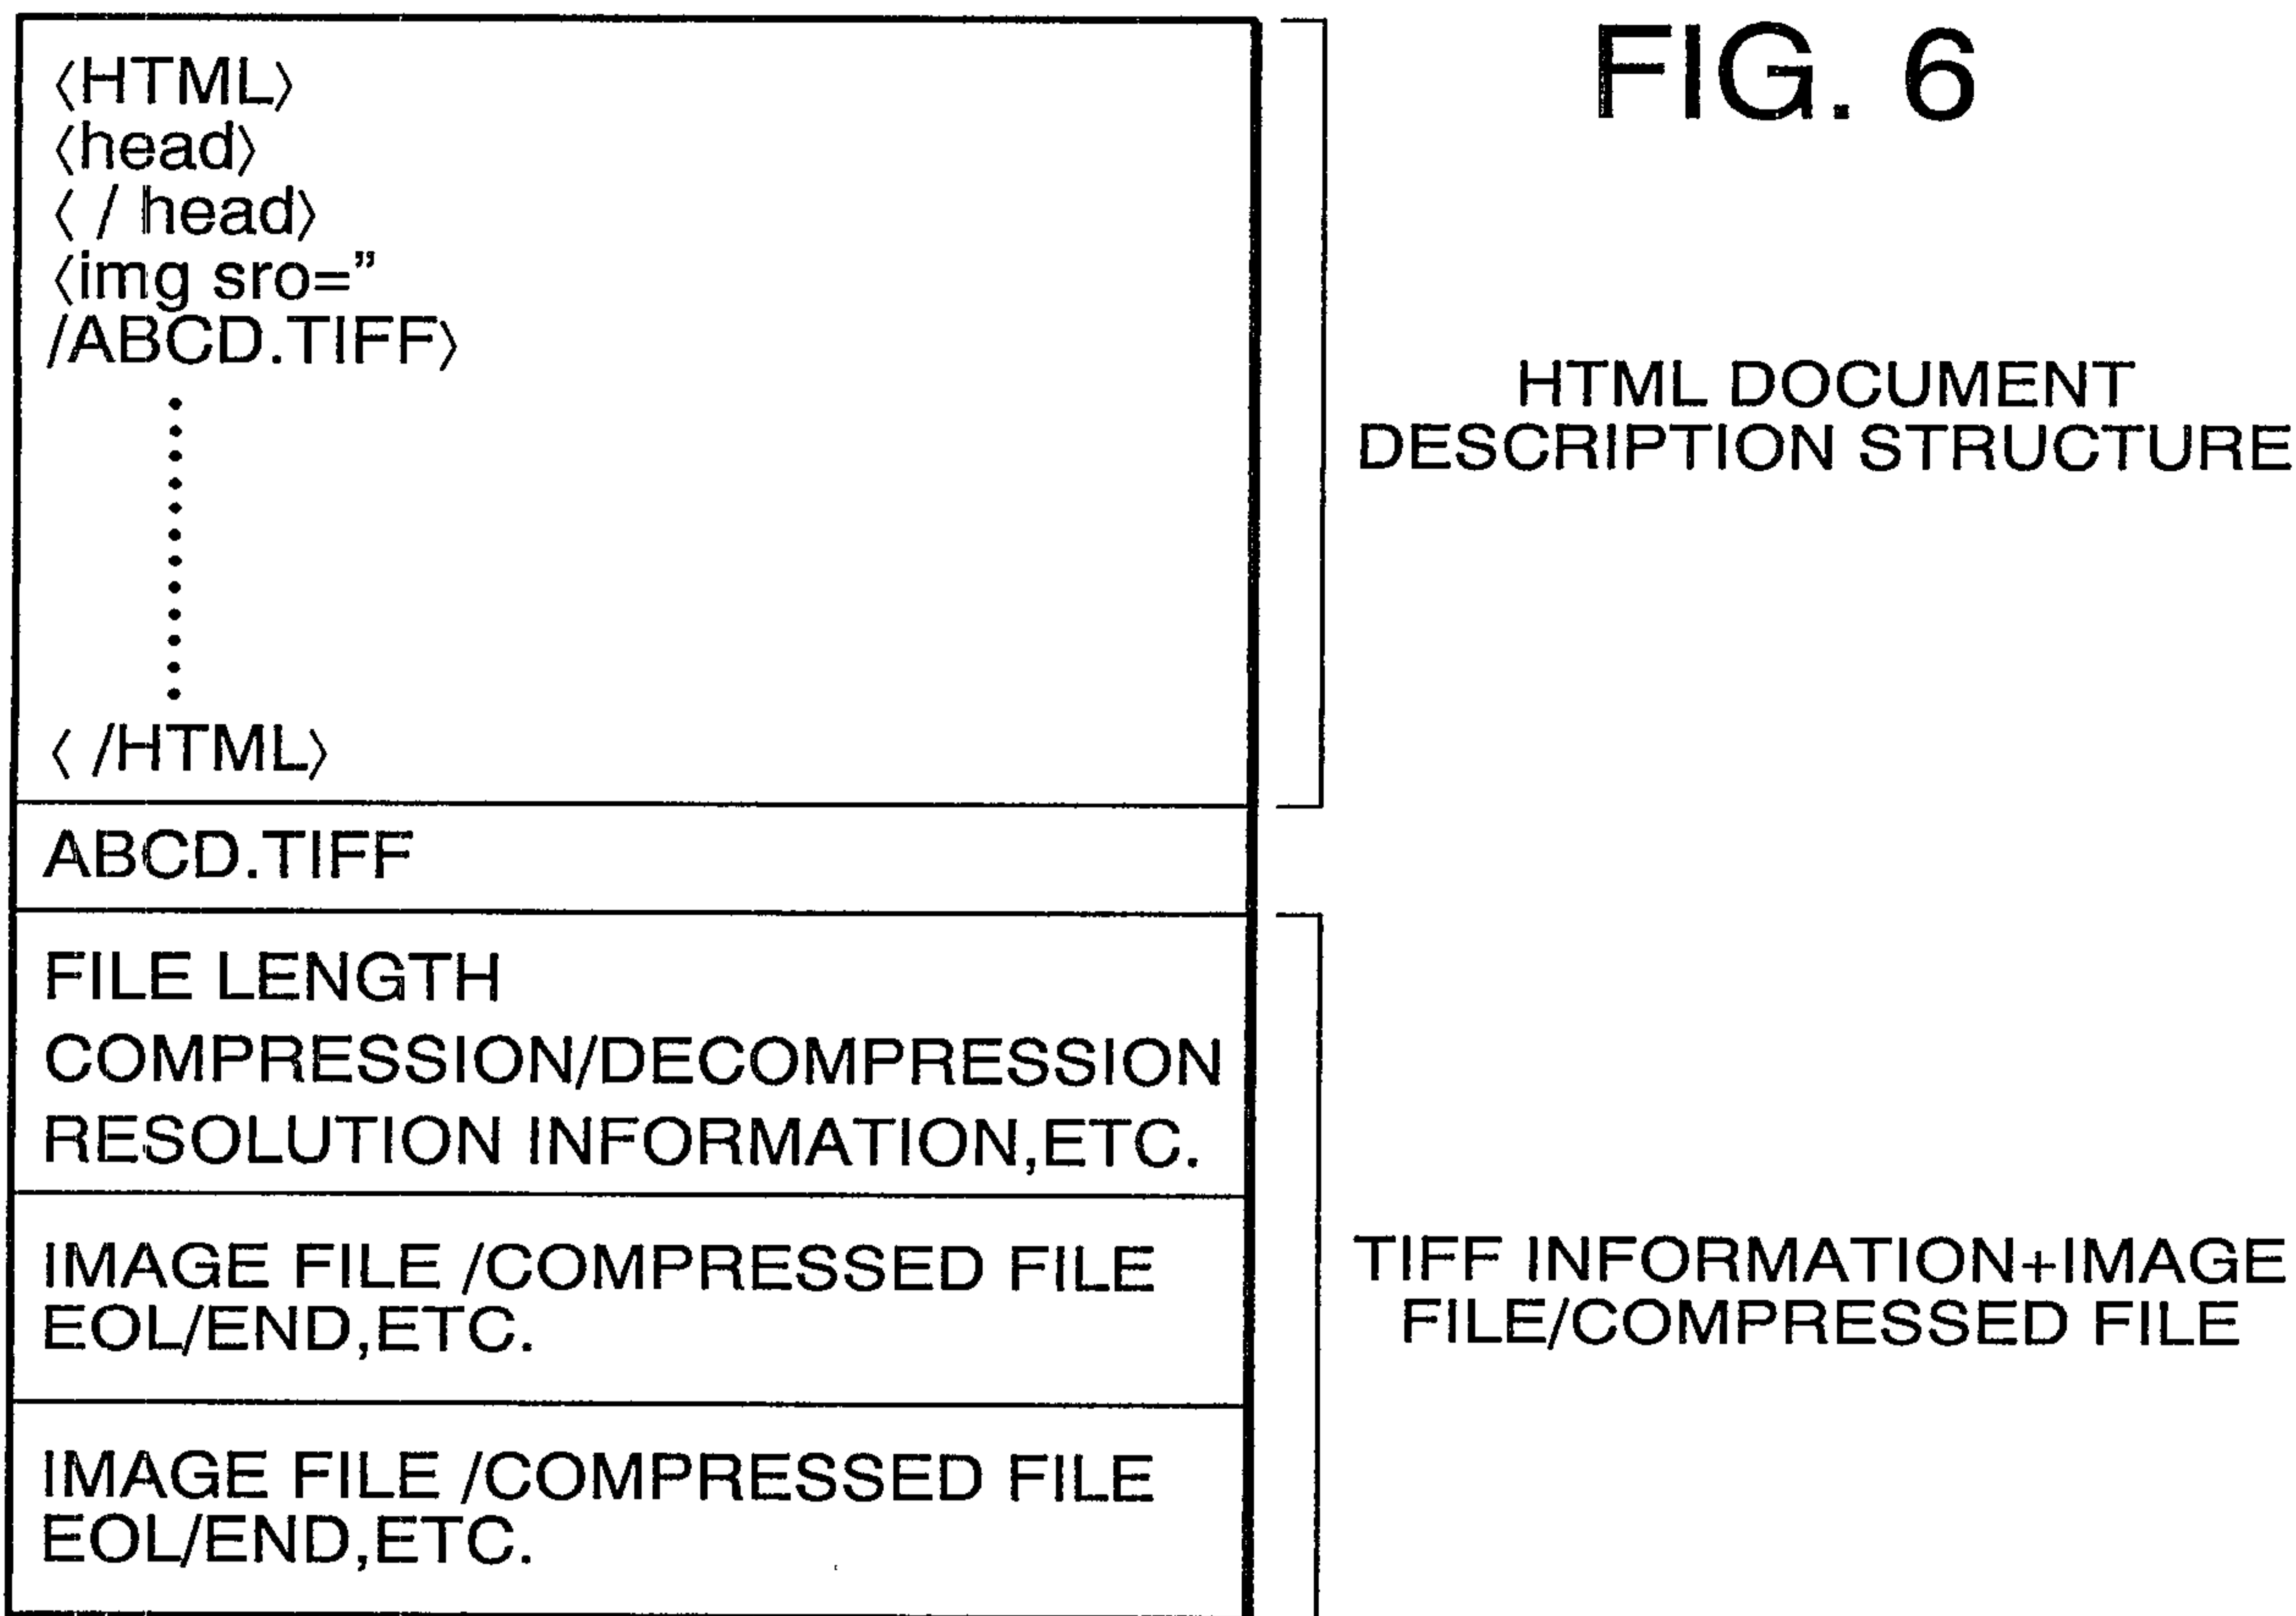 FIG. 6
〈HTML〉
〈head〉
〈 / head〉
〈img sro=”
/ABCD.TIFF〉
〈 /HTML〉
HTML DOCUMENT
DESCRIPTION STRUCTURE
ABCD.TIFF
FILE LENGTH
COMPRESSION/DECOMPRESSION
RESOLUTION INFORMATION,ETC.
IMAGE FILE /COMPRESSED FILE
EOL/END,ETC.
IMAGE FILE /COMPRESSED FILE
EOL/END,ETC.
TIFF INFORMATION+IMAGE
FILE/COMPRESSED FILE